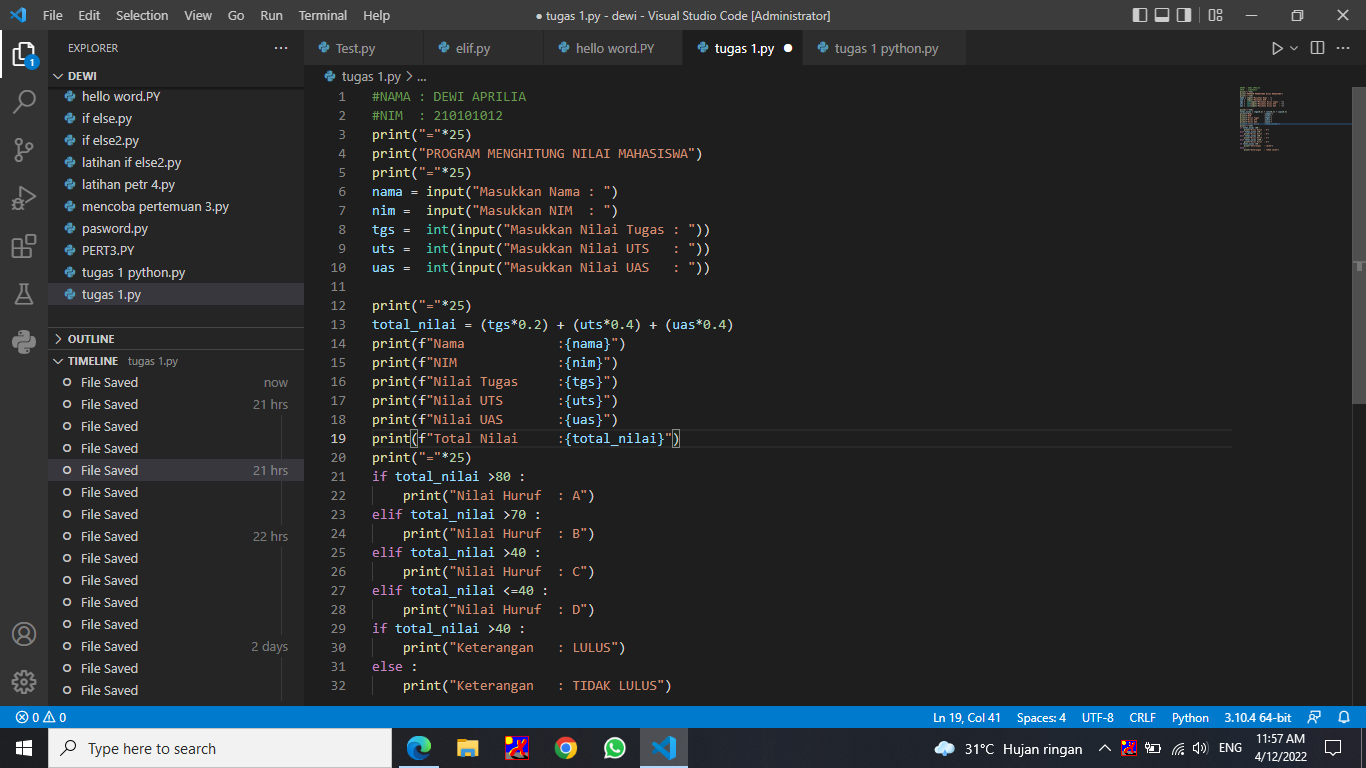 File Edit Selection View Go Run Terminal Help ● tugas 1.py - dewi - Visual Studio Code [Administrator]
EXPLORER
Test.py elif.py hello word.PY tugas 1.py tugas 1 python.py
DEWI
hello word.PY
if else.py
if else2.py
latihan if else2.py
latihan petr 4.py
mencoba pertemuan 3.py
pasword.py
PERT3.PY
tugas 1 python.py
tugas 1.py
OUTLINE
TIMELINE tugas 1.py
File Saved now
File Saved 21 hrs
File Saved
File Saved
File Saved 21 hrs
File Saved
File Saved
File Saved 22 hrs
File Saved
File Saved
File Saved
File Saved
File Saved 2 days
File Saved
File Saved
1
tugas 1.py > ...
1 #NAMA : DEWI APRILIA
2 #NIM  : 210101012
3 print("="*25)
4 print("PROGRAM MENGHITUNG NILAI MAHASISWA")
5 print("="*25)
6 nama = input("Masukkan Nama : ")
7 nim =  input("Masukkan NIM  : ")
8 tgs =  int(input("Masukkan Nilai Tugas : "))
9 uts =  int(input("Masukkan Nilai UTS   : "))
10 uas =  int(input("Masukkan Nilai UAS   : "))
11
12 print("="*25)
13 total_nilai = (tgs*0.2) + (uts*0.4) + (uas*0.4)
14 print(f"Nama            :{nama}")
15 print(f"NIM             :{nim}")
16 print(f"Nilai Tugas     :{tgs}")
17 print(f"Nilai UTS       :{uts}")
18 print(f"Nilai UAS       :{uas}")
19 print(f"Total Nilai     :{total_nilai}")
20 print("="*25)
21 if total_nilai >80 :
22     print("Nilai Huruf  : A")
23 elif total_nilai >70 :
24     print("Nilai Huruf  : B")
25 elif total_nilai >40 :
26     print("Nilai Huruf  : C")
27 elif total_nilai <=40 :
28     print("Nilai Huruf  : D")
29 if total_nilai >40 :
30     print("Keterangan   : LULUS")
31 else :
32     print("Keterangan   : TIDAK LULUS")
0 0 Ln 19, Col 41 Spaces: 4 UTF-8 CRLF Python 3.10.4 64-bit
Type here to search 31°C Hujan ringan ENG 11:57 AM
4/12/2022